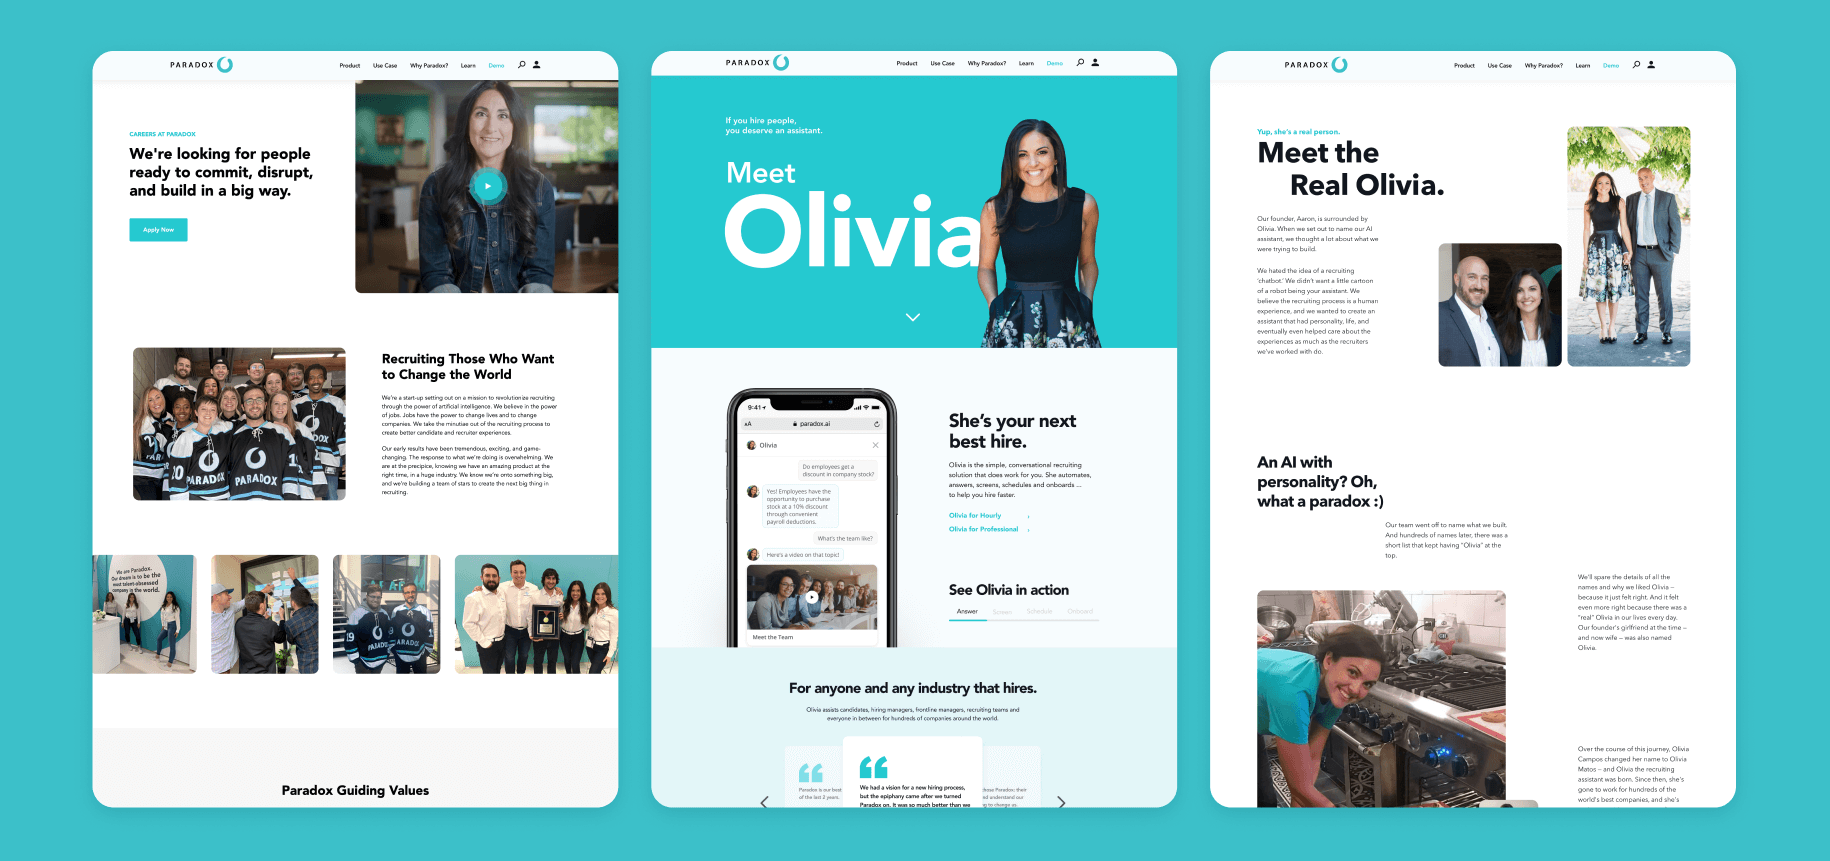 PARADOX
Product Use Case Why Paradox? Learn Demo
CAREERS AT PARADOX
We're looking for people
ready to commit, disrupt,
and build in a big way.
Apply Now
Recruiting Those Who Want
to Change the World
We're a start-up setting out on a mission to revolutionize recruiting
through the power of artificial intelligence. We believe in the power
of jobs. Jobs have the power to change lives and to change
companies. We take the minutiae out of the recruiting process to
create better candidate and recruiter experiences.
Our early results have been tremendous, exciting, and game-
changing. The response to what we're doing is overwhelming. We
are at the precipice, knowing we have an amazing product at the
right time, in a huge industry. We know we're onto something big,
and we're building a team of stars to create the next big thing in
recruiting.
PARADOX
PARADOX
We are Paradox.
Our dream is to be the
most talent-obsessed
company in the world.
19
Paradox Guiding Values
PARADOX
Product Use Case Why Paradox? Learn Demo
If you hire people,
you deserve an assistant.
Meet
Olivia
9:41
AA paradox.ai
Olivia
Do employees get a
discount in company stock?
Yes! Employees have the
opportunity to purchase
stock at a 10% discount
through convenient
payroll deductions.
What's the team like?
Here's a video on that topic!
Meet the Team
She's your next
best hire.
Olivia is the simple, conversational recruiting
solution that does work for you. She automates,
answers, screens, schedules and onboards ...
to help you hire faster.
Olivia for Hourly
Olivia for Professional
See Olivia in action
Answer Screen Schedule Onboard
For anyone and any industry that hires.
Olivia assists candidates, hiring managers, frontline managers, recruiting teams and
everyone in between for hundreds of companies around the world.
Paradox is our best
of the last 2 years.
We had a vision for a new hiring process,
but the epiphany came after we turned
Paradox on. It was so much better than we
Paradox; their
and understand our
to change as
PARADOX
Product Use Case Why Paradox? Learn Demo
Yup, she's a real person.
Meet the
Real Olivia.
Our founder, Aaron, is surrounded by
Olivia. When we set out to name our AI
assistant, we thought a lot about what we
were trying to build.
We hated the idea of a recruiting
'chatbot.' We didn't want a little cartoon
of a robot being your assistant. We
believe the recruiting process is a human
experience, and we wanted to create an
assistant that had personality, life, and
eventually even helped care about the
experiences as much as the recruiters
we've worked with do.
An AI with
personality? Oh,
what a paradox :)
Our team went off to name what we built.
And hundreds of names later, there was a
short list that kept having "Olivia" at the
top.
We'll spare the details of all the
names and why we liked Olivia –
because it just felt right. And it felt
even more right because there was a
"real" Olivia in our lives every day.
Our founder's girlfriend at the time –
and now wife – was also named
Olivia.
Over the course of this journey, Olivia
Campos changed her name to Olivia
Matos – and Olivia the recruiting
assistant was born. Since then, she's
gone to work for hundreds of the
world's best companies, and she's